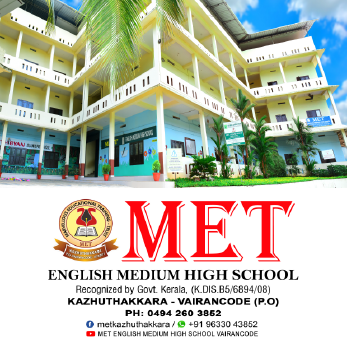 MET
MET
ENGLISH MEDIUM HIGH SCHOOL
Recognized by Govt. Kerala, (K.DIS.B5/6894/08)
KAZHUTHAKKARA - VAIRANCODE (P.O)
PH: 0494 260 3852
metkazhuthakkara / +91 96330 43852
MET ENGLISH MEDIUM HIGH SCHOOL VAIRANCODE